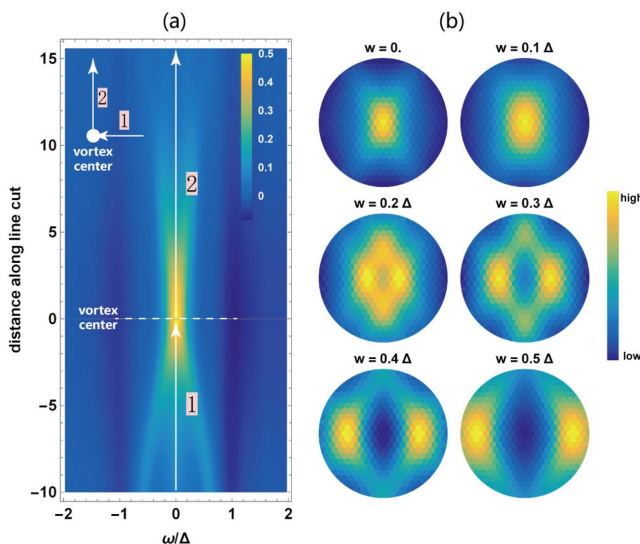 (a)
distance along line cut
15
10
5
0
−5
−10
−2
−1
0
1
2
ω/Δ
2
1
vortex
center
2
vortex
center
1
0.5
0.4
0.3
0.2
0.1
0
(b)
w = 0.
w = 0.1 Δ
w = 0.2 Δ
w = 0.3 Δ
w = 0.4 Δ
w = 0.5 Δ
high
low